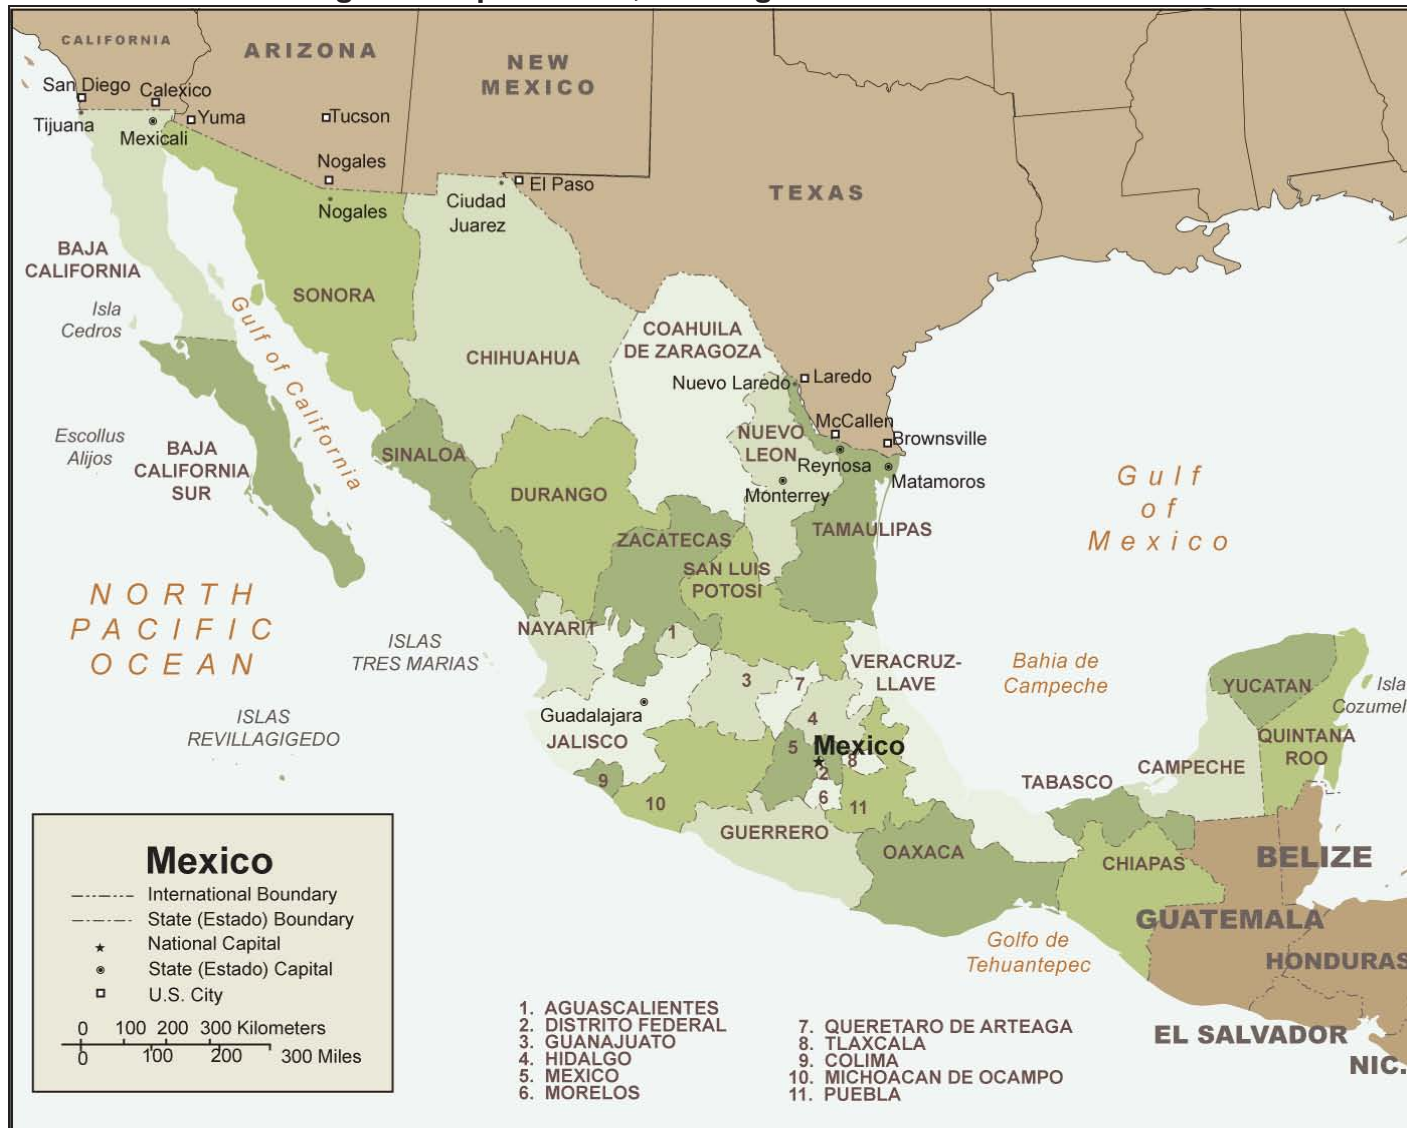 CALIFORNIA
ARIZONA
NEW
MEXICO
TEXAS
San Diego
Calexico
Tijuana
Mexicali
Yuma
Tucson
Nogales
Nogales
El Paso
Ciudad
Juarez
BAJA
CALIFORNIA
Isla
Cedros
Gulf of California
SONORA
CHIHUAHUA
COAHUILA
DE ZARAGOZA
Nuevo Laredo
Laredo
McCallen
Brownsville
NUEVO
LEON
Reynosa
Monterrey
Matamoros
Escollus
Alijos
BAJA
CALIFORNIA
SUR
SINALOA
DURANGO
ZACATECAS
TAMAULIPAS
SAN LUIS
POTOSI
Gulf
of
Mexico
NORTH
PACIFIC
OCEAN
ISLAS
TRES MARIAS
ISLAS
REVILLAGIGEDO
NAYARIT
1
3
7
4
5
Mexico
8
2
6
11
9
10
Guadalajara
JALISCO
VERACRUZ-
LLAVE
Bahia de
Campeche
YUCATAN
Isla
Cozumel
QUINTANA
ROO
CAMPECHE
TABASCO
GUERRERO
OAXACA
CHIAPAS
BELIZE
GUATEMALA
HONDURAS
EL SALVADOR
NIC.
Golfo de
Tehuantepec
Mexico
International Boundary
State (Estado) Boundary
National Capital
State (Estado) Capital
U.S. City
0 100 200 300 Kilometers
0 100 200 300 Miles
1. AGUASCALIENTES
2. DISTRITO FEDERAL
3. GUANAJUATO
4. HIDALGO
5. MEXICO
6. MORELOS
7. QUERETARO DE ARTEAGA
8. TLAXCALA
9. COLIMA
10. MICHOACAN DE OCAMPO
11. PUEBLA